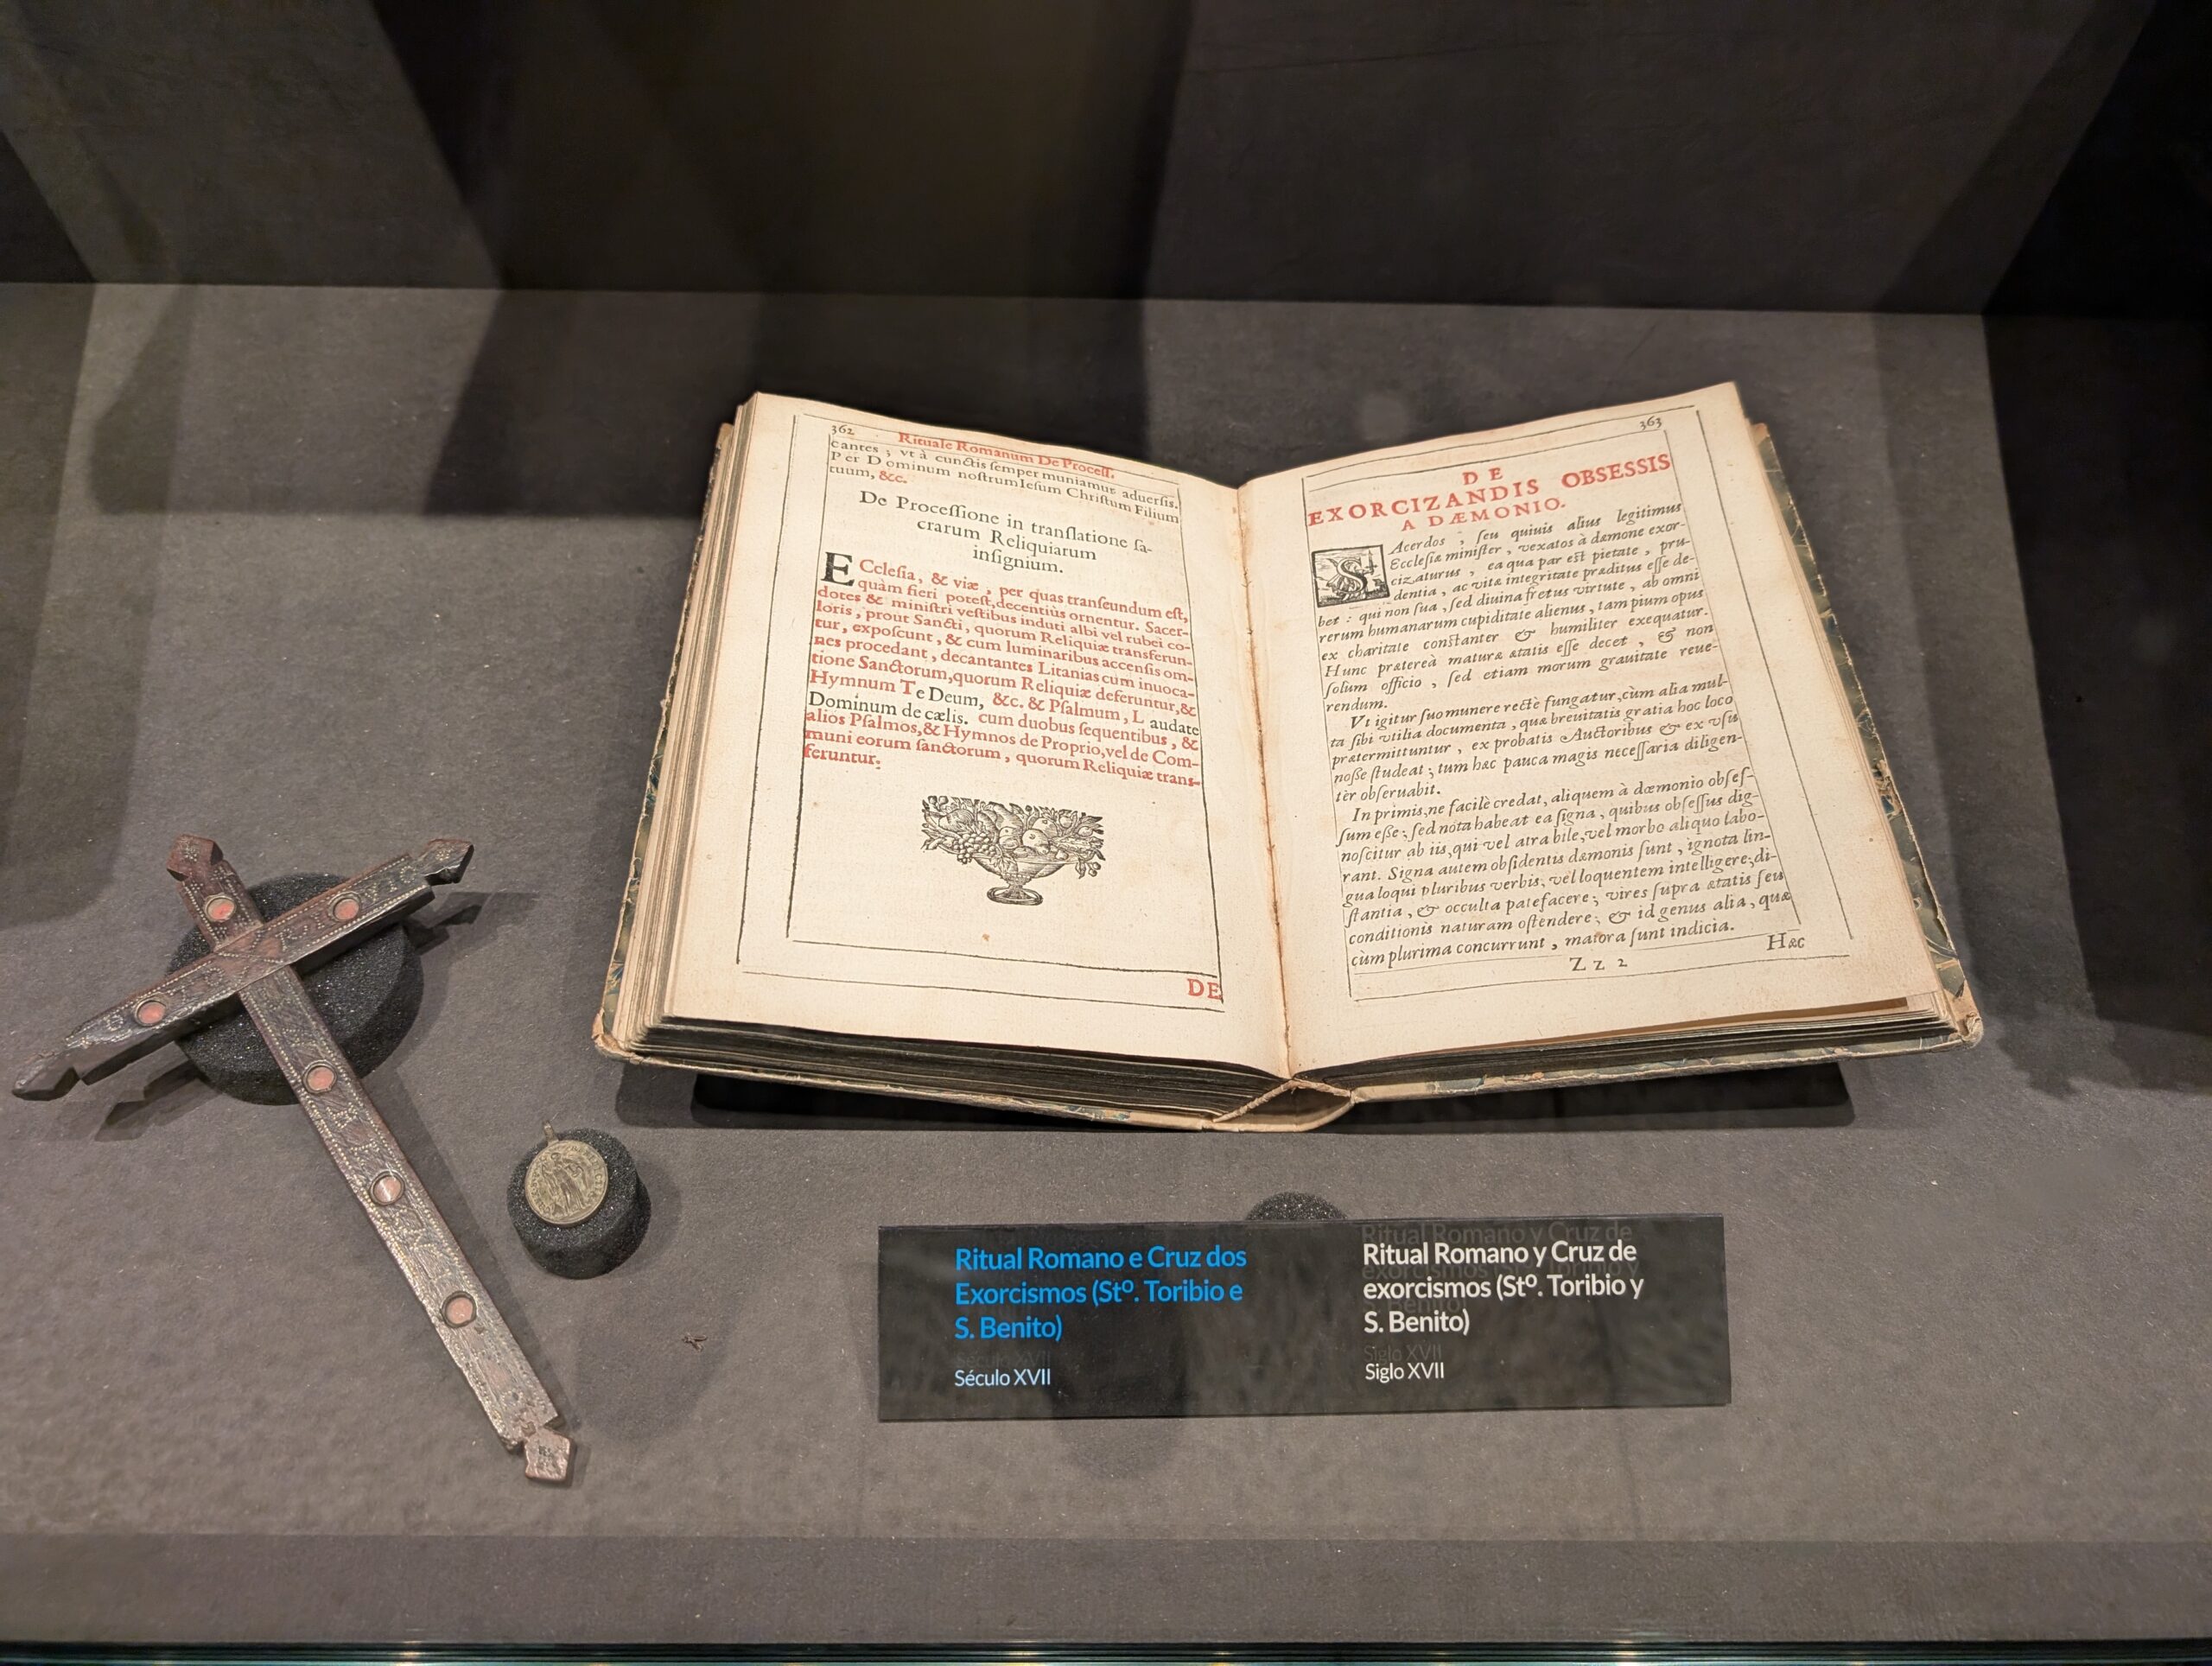 362
Rituale Romanum De Procesſ.
cantes ; vt à cunctis ſemper muniamur aduerſis.
Per Dominum noſtrum Ieſum Chriſtum Filium
tuum, &c.
De Proceſſione in tranſlatione ſa-
crarum Reliquiarum
inſignium.
ECcleſia, & viæ, per quas tranſeundum eſt,
quàm fieri poteſt, decentiùs ornentur. Sacer-
dotes & miniſtri veſtibus induti albi vel rubei co-
loris, prout Sancti, quorum Reliquiæ transferun-
tur, expoſcunt, & cum luminaribus accenſis om-
nes procedant, decantantes Litanias cum inuoca-
tione Sanctorum, quorum Reliquiæ deferuntur, &
Hymnum Te Deum, &c. & Pſalmum, Laudate
Dominum de cælis. cum duobus ſequentibus, &
alios Pſalmos, & Hymnos de Proprio, vel de Com-
muni eorum ſanctorum, quorum Reliquiæ trans-
feruntur.
DE
363
DE
EXORCIZANDIS OBSESSIS
A DÆMONIO.
SAcerdos, ſeu quiuis alius legitimus
Eccleſiæ miniſter, vexatos à dæmone exor-
cizaturus, ea qua par eſt pietate, pru-
dentia, ac vitæ integritate præditus eſſe de-
bet : qui non ſua, ſed diuina fretus virtute, ab omni
rerum humanarum cupiditate alienus, tam pium opus
ex charitate conſtanter & humiliter exequatur.
Hunc prætereà maturæ ætatis eſſe decet, & non
ſolum officio, ſed etiam morum grauitate reue-
rendum.
Vt igitur ſuo munere rectè fungatur, cùm alia mul-
ta ſibi vtilia documenta, quæ breuitatis gratia hoc loco
prætermittuntur, ex probatis Auctoribus & ex vſu
noſſe ſtudeat ; tum hæc pauca magis neceſſaria diligen-
tèr obſeruabit.
In primis, ne facilè credat, aliquem à dæmonio obſeſ-
ſum eſſe ; ſed nota habeat ea ſigna, quibus obſeſſus dig-
noſcitur ab iis, qui vel atra bile, vel morbo aliquo labo-
rant. Signa autem obſidentis dæmonis ſunt, ignota lin-
gua loqui pluribus verbis, vel loquentem intelligere; di-
ſtantia, & occulta patefacere ; vires ſupra ætatis ſeu
conditionis naturam oſtendere ; & id genus alia, quæ
cùm plurima concurrunt, maiora ſunt indicia.
Zz 2
Hæc
Ritual Romano e Cruz dos
Exorcismos (Stº. Toribio e
S. Benito)
Século XVII
Ritual Romano y Cruz de
exorcismos (Stº. Toribio y
S. Benito)
Siglo XVII